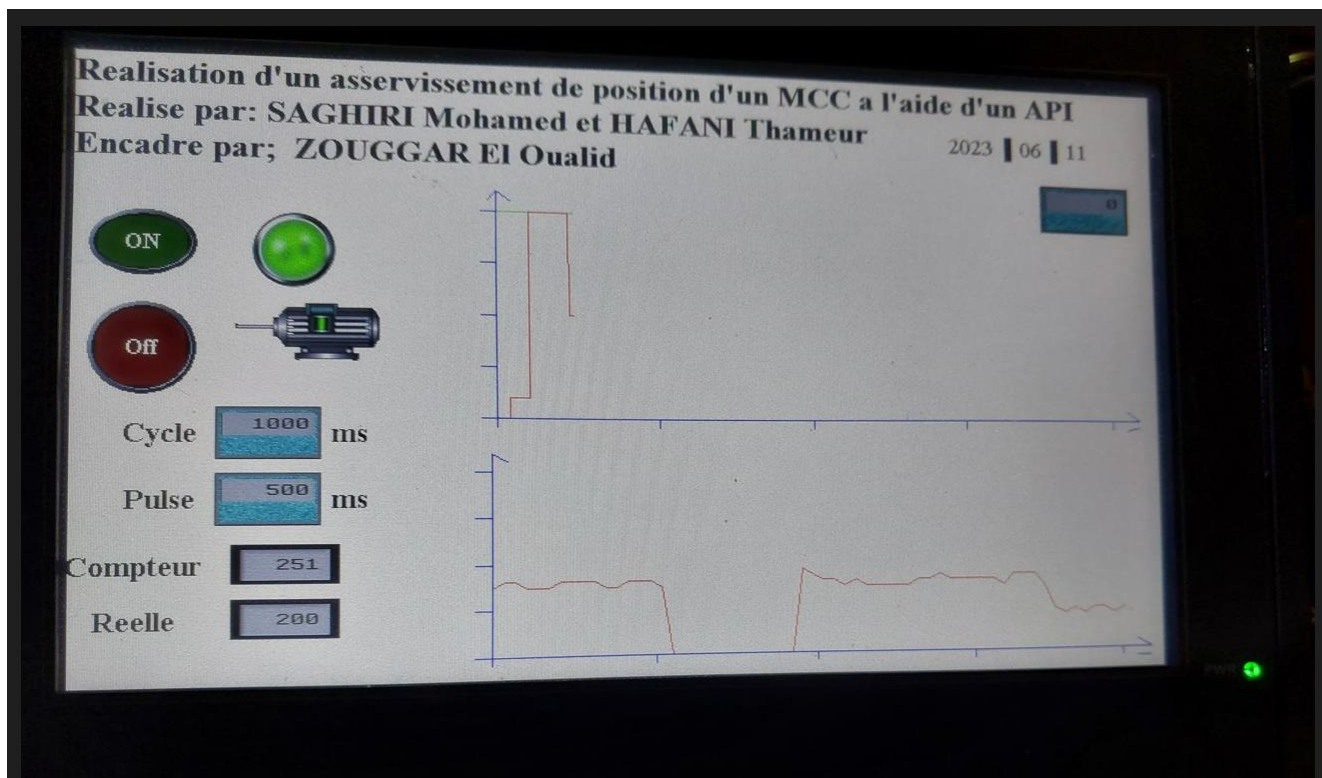 Realisation d'un asservissement de position d'un MCC a l'aide d'un API
Realise par: SAGHIRI Mohamed et HAFANI Thameur
Encadre par; ZOUGGAR El Oualid
2023 ▌06 ▌11
0
ON
Off
Cycle 1000 ms
Pulse 500 ms
Compteur 251
Reelle 200
PWR